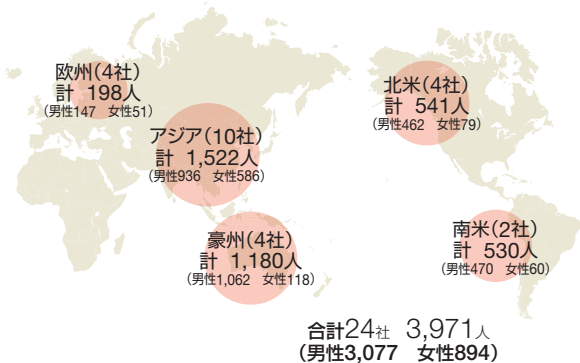 欧州（4社）
計 198人
（男性147　女性51）
アジア（10社）
計 1,522人
（男性936　女性586）
豪州（4社）
計 1,180人
（男性1,062　女性118）
北米（4社）
計 541人
（男性462　女性79）
南米（2社）
計 530人
（男性470　女性60）
合計24社 3,971人
（男性3,077　女性894）